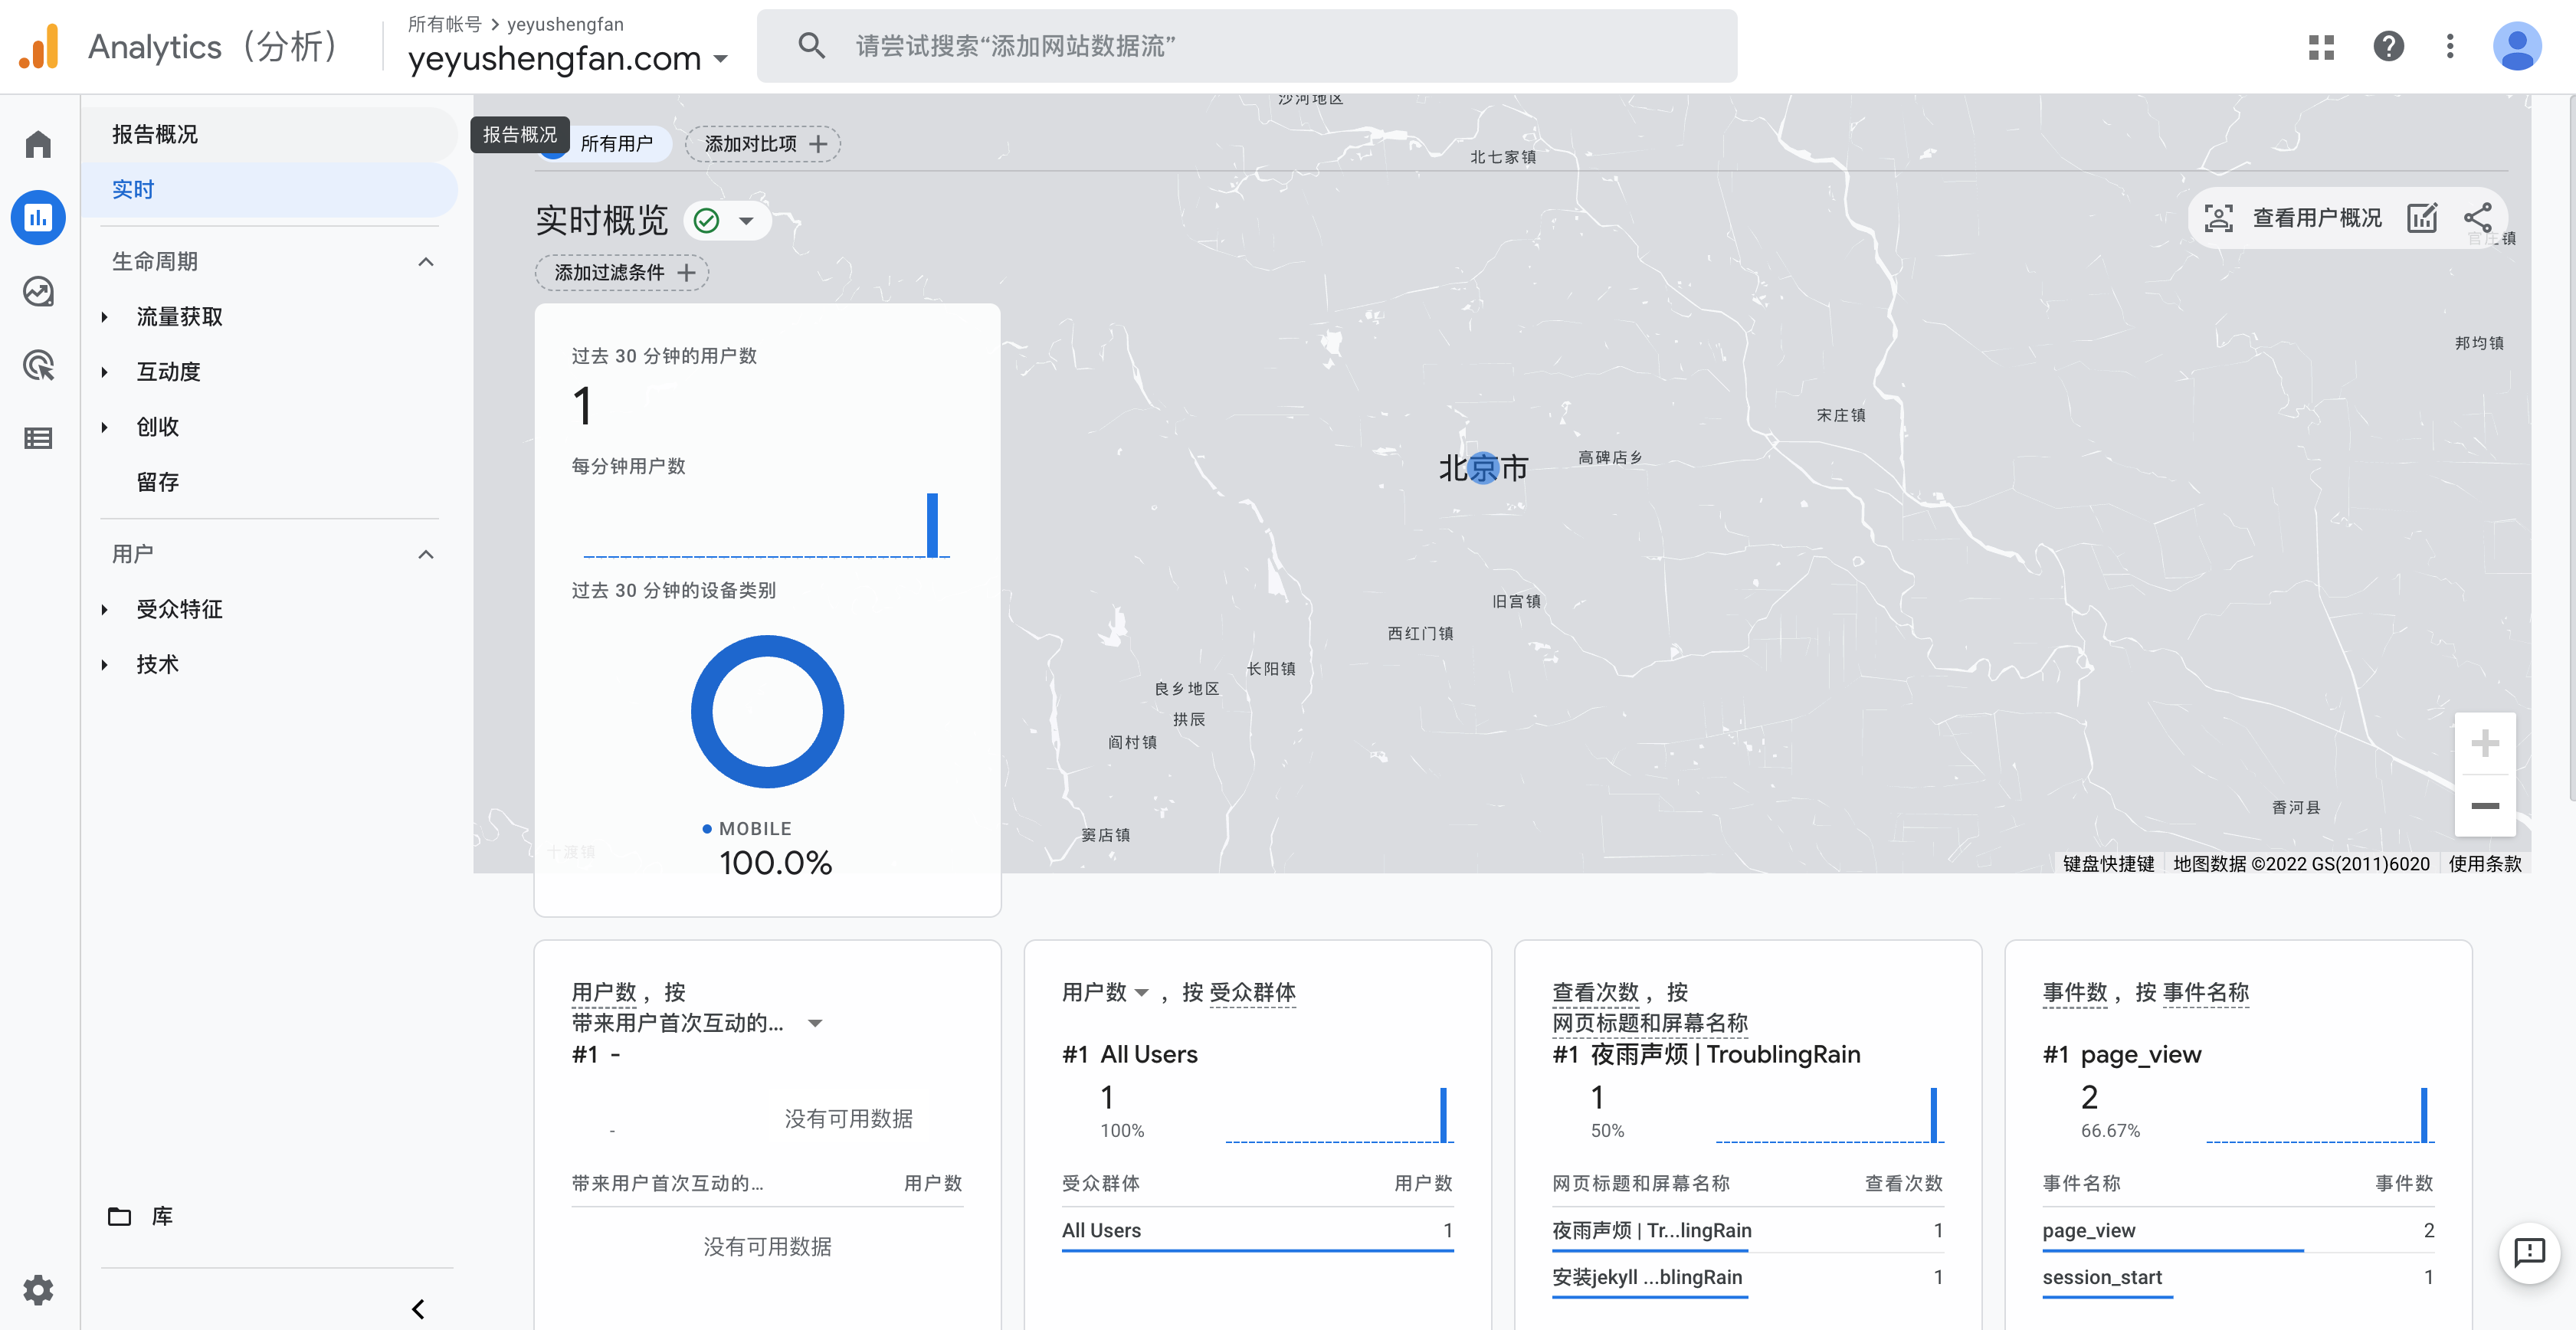 Analytics（分析）
所有帐号 > yeyushengfan
yeyushengfan.com
请尝试搜索“添加网站数据流”
报告概况
实时
生命周期
流量获取
互动度
创收
留存
用户
受众特征
技术
库
报告概况
所有用户
添加对比项
实时概览
查看用户概况
添加过滤条件
过去 30 分钟的用户数
1
每分钟用户数
过去 30 分钟的设备类别
MOBILE
100.0%
沙河地区
北七家镇
官庄镇
邦均镇
宋庄镇
北京市
高碑店乡
旧宫镇
西红门镇
长阳镇
良乡地区
拱辰
阎村镇
窦店镇
十渡镇
香河县
键盘快捷键
地图数据 ©2022 GS(2011)6020
使用条款
用户数，按
带来用户首次互动的...
#1 -
-
没有可用数据
带来用户首次互动的... 用户数
没有可用数据
用户数，按 受众群体
#1 All Users
1
100%
受众群体 用户数
All Users 1
查看次数，按
网页标题和屏幕名称
#1 夜雨声烦 | TroublingRain
1
50%
网页标题和屏幕名称 查看次数
夜雨声烦 | Tr...lingRain 1
安装jekyll ...blingRain 1
事件数，按 事件名称
#1 page_view
2
66.67%
事件名称 事件数
page_view 2
session_start 1